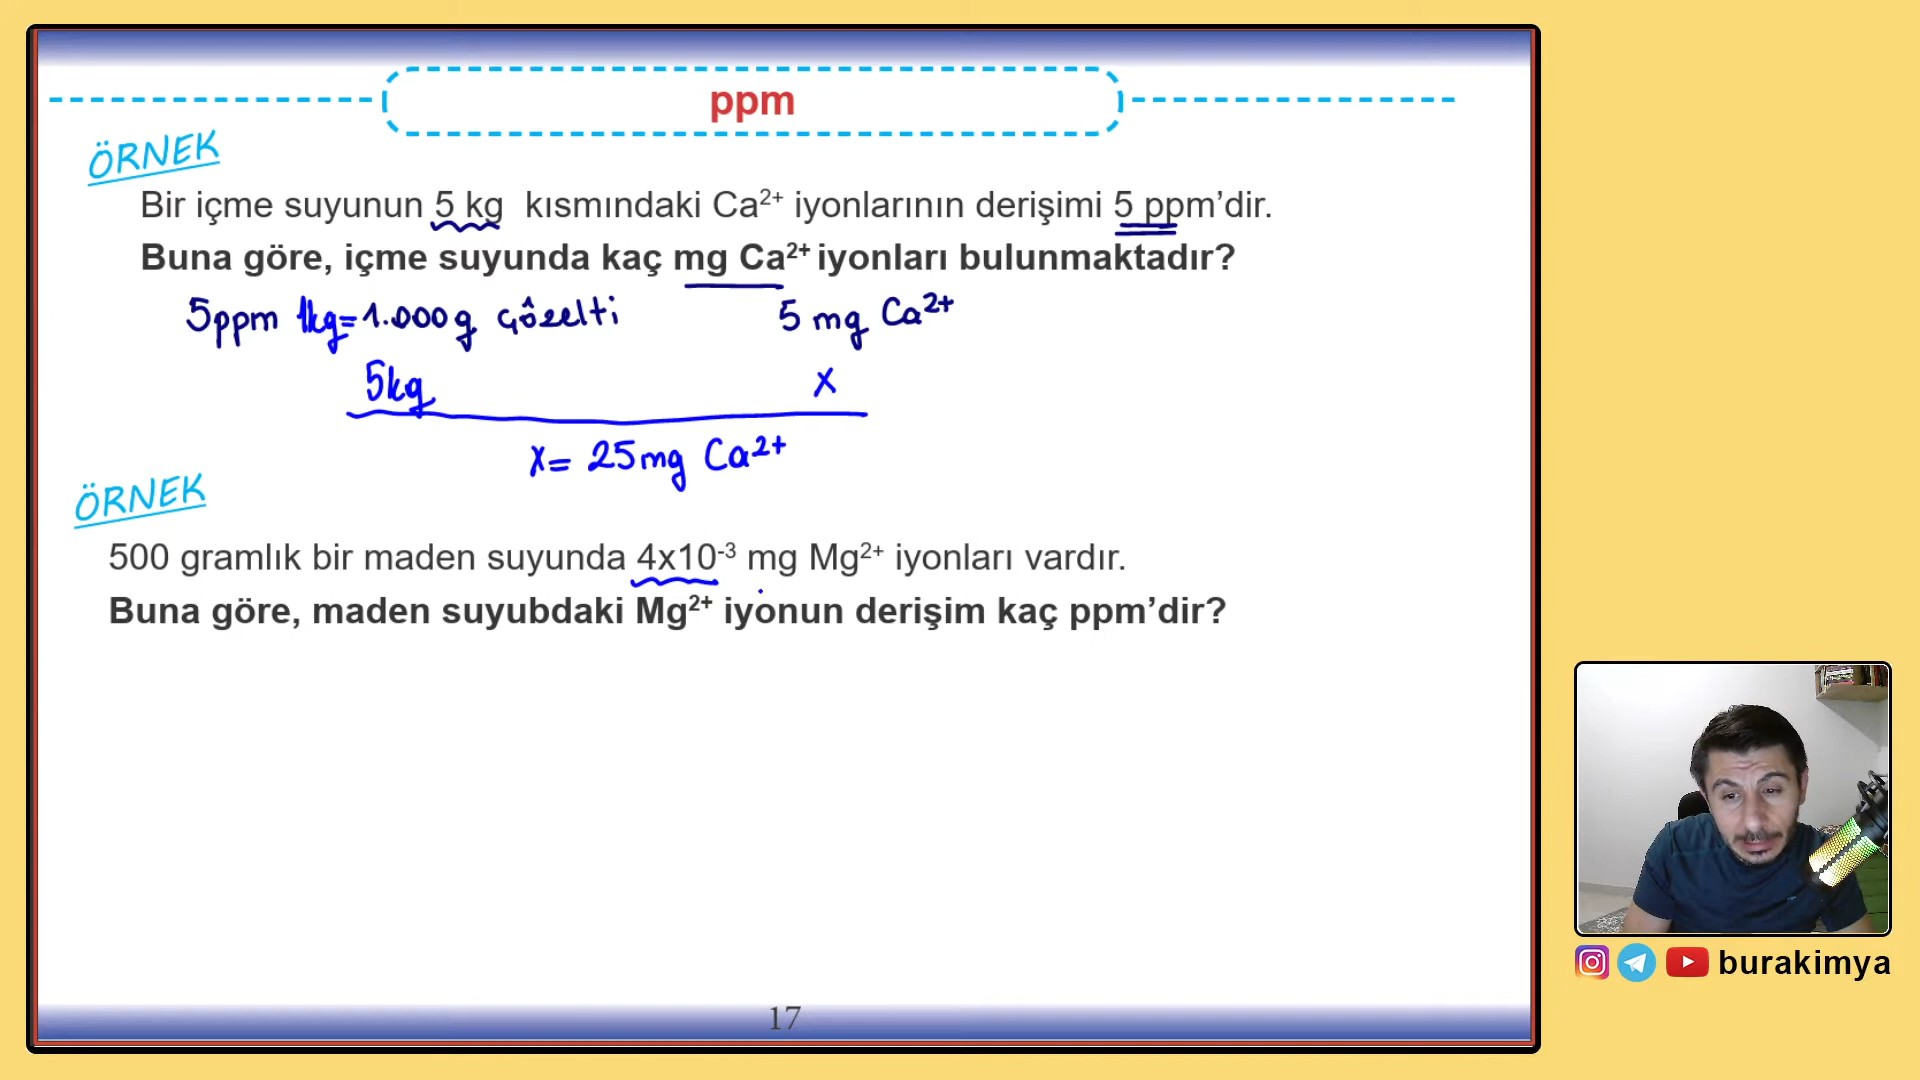 ppm
ÖRNEK
Bir içme suyunun 5 kg kısmındaki Ca²⁺ iyonlarının derişimi 5 ppm’dir.
Buna göre, içme suyunda kaç mg Ca²⁺ iyonları bulunmaktadır?
5ppm 1kg=1.000g çözelti 5 mg Ca²⁺
5kg x
x= 25mg Ca²⁺
ÖRNEK
500 gramlık bir maden suyunda 4x10⁻³ mg Mg²⁺ iyonları vardır.
Buna göre, maden suyubdaki Mg²⁺ iyonun derişim kaç ppm’dir?
17
burakimya